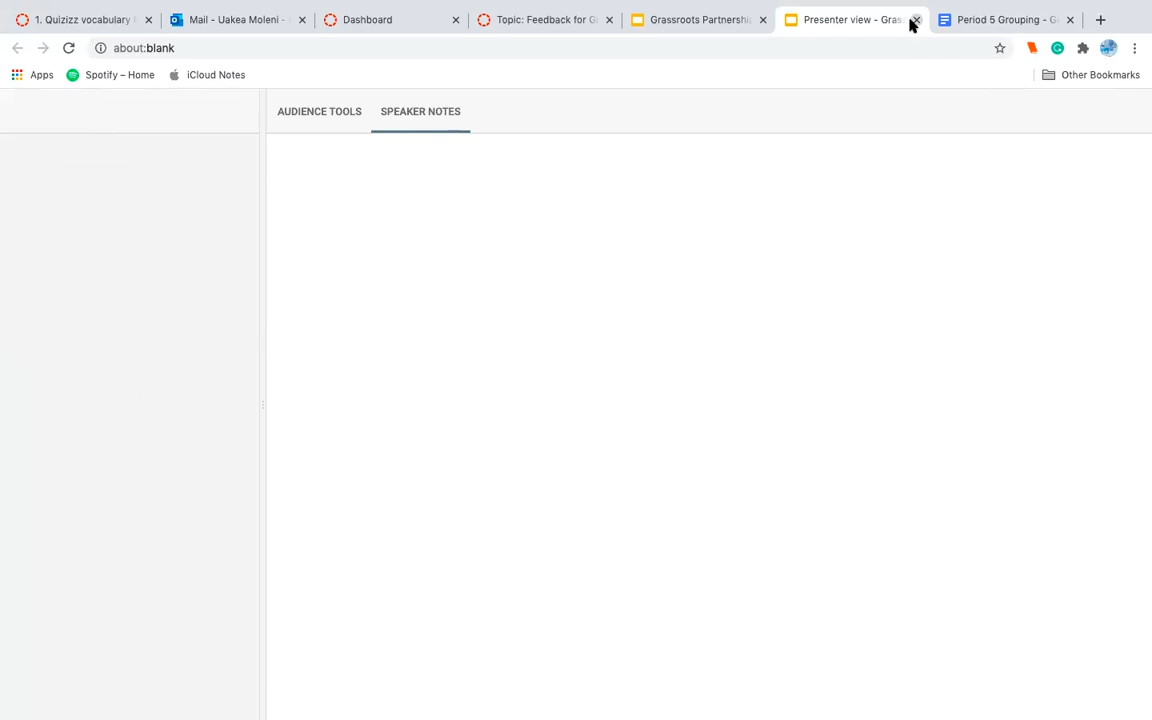 1. Quizizz vocabulary
Mail - Uakea Moleni -
Dashboard
Topic: Feedback for G
Grassroots Partnershi
Presenter view - Gras
Period 5 Grouping - G
about:blank
Apps
Spotify – Home
iCloud Notes
Other Bookmarks
AUDIENCE TOOLS
SPEAKER NOTES